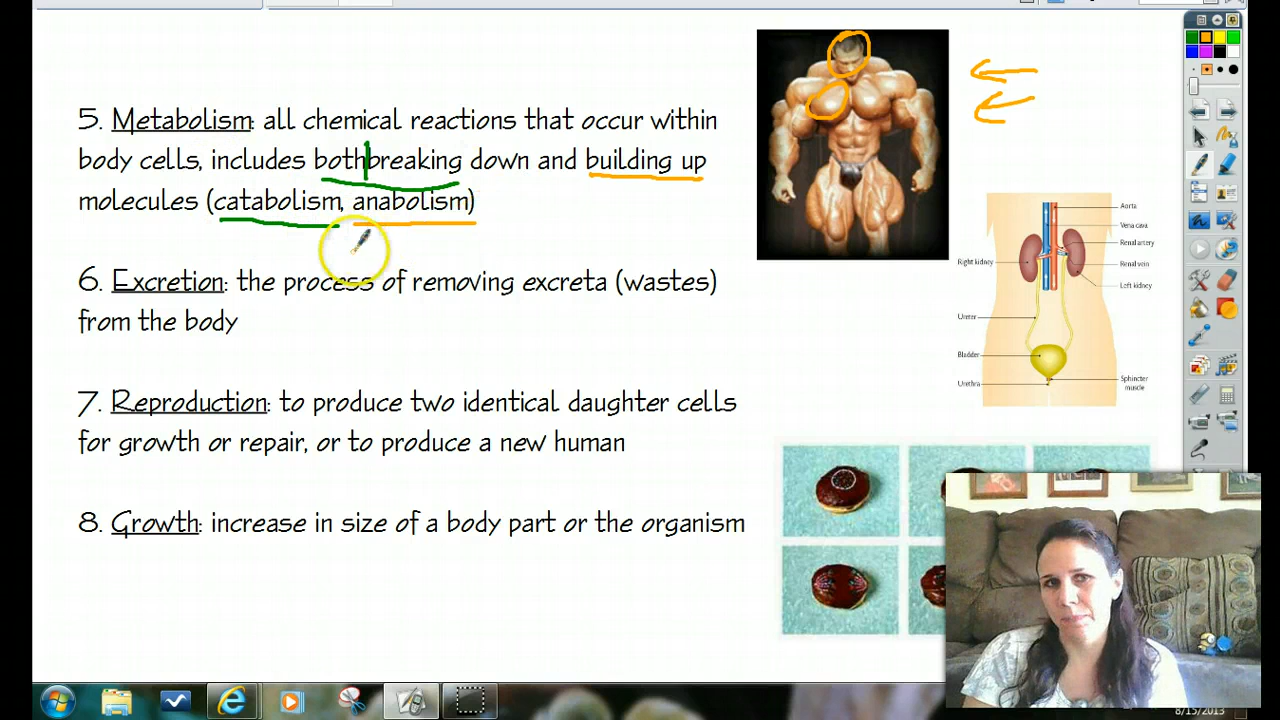 5. Metabolism: all chemical reactions that occur within
body cells, includes both breaking down and building up
molecules (catabolism, anabolism)
6. Excretion: the process of removing excreta (wastes)
from the body
7. Reproduction: to produce two identical daughter cells
for growth or repair, or to produce a new human
8. Growth: increase in size of a body part or the organism
Aorta
Vena cava
Renal artery
Right kidney
Renal vein
Left kidney
Ureter
Bladder
Sphincter
muscle
Urethra
8/15/2013